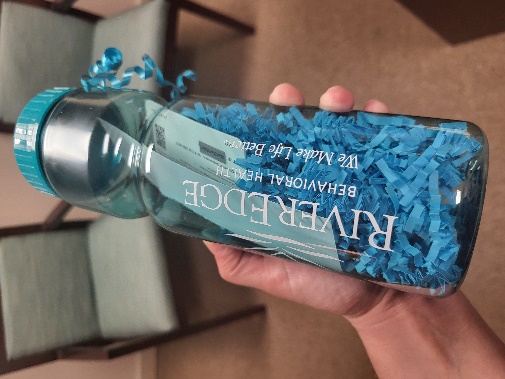 RIVEREDGE
BEHAVIORAL HEALTH
We Make Life Better